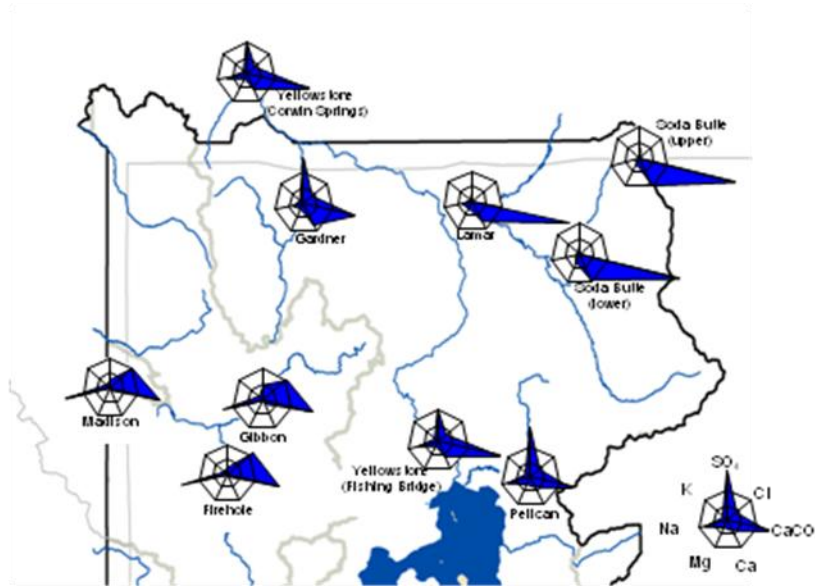 Yellowstone
(Corwin Springs)
Soda Butte
(upper)
Gardner
Lamar
Soda Butte
(lower)
Madison
Gibbon
Firehole
Yellowstone
(Fishing Bridge)
Pelican
SO₄
K
Cl
Na
CaCO
Mg
Ca